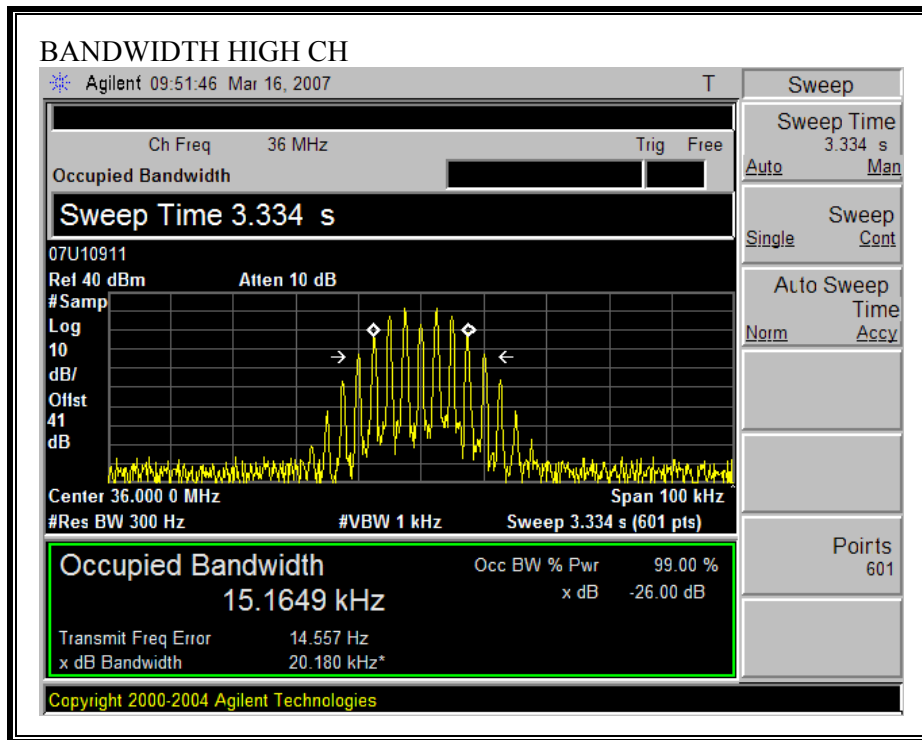 BANDWIDTH HIGH CH
Agilent 09:51:46 Mar 16, 2007 T
Ch Freq 36 MHz Trig Free
Occupied Bandwidth
Sweep Time 3.334 s
07U10911
Ref 40 dBm Atten 10 dB
#Samp
Log
10
dB/
Offst
41
dB
Center 36.000 0 MHz Span 100 kHz
#Res BW 300 Hz #VBW 1 kHz Sweep 3.334 s (601 pts)
Occupied Bandwidth Occ BW % Pwr 99.00 %
15.1649 kHz x dB -26.00 dB
Transmit Freq Error 14.557 Hz
x dB Bandwidth 20.180 kHz*
Copyright 2000-2004 Agilent Technologies
Sweep
Sweep Time
3.334 s
Auto Man
Sweep
Single Cont
Auto Sweep
Time
Norm Accy
Points
601